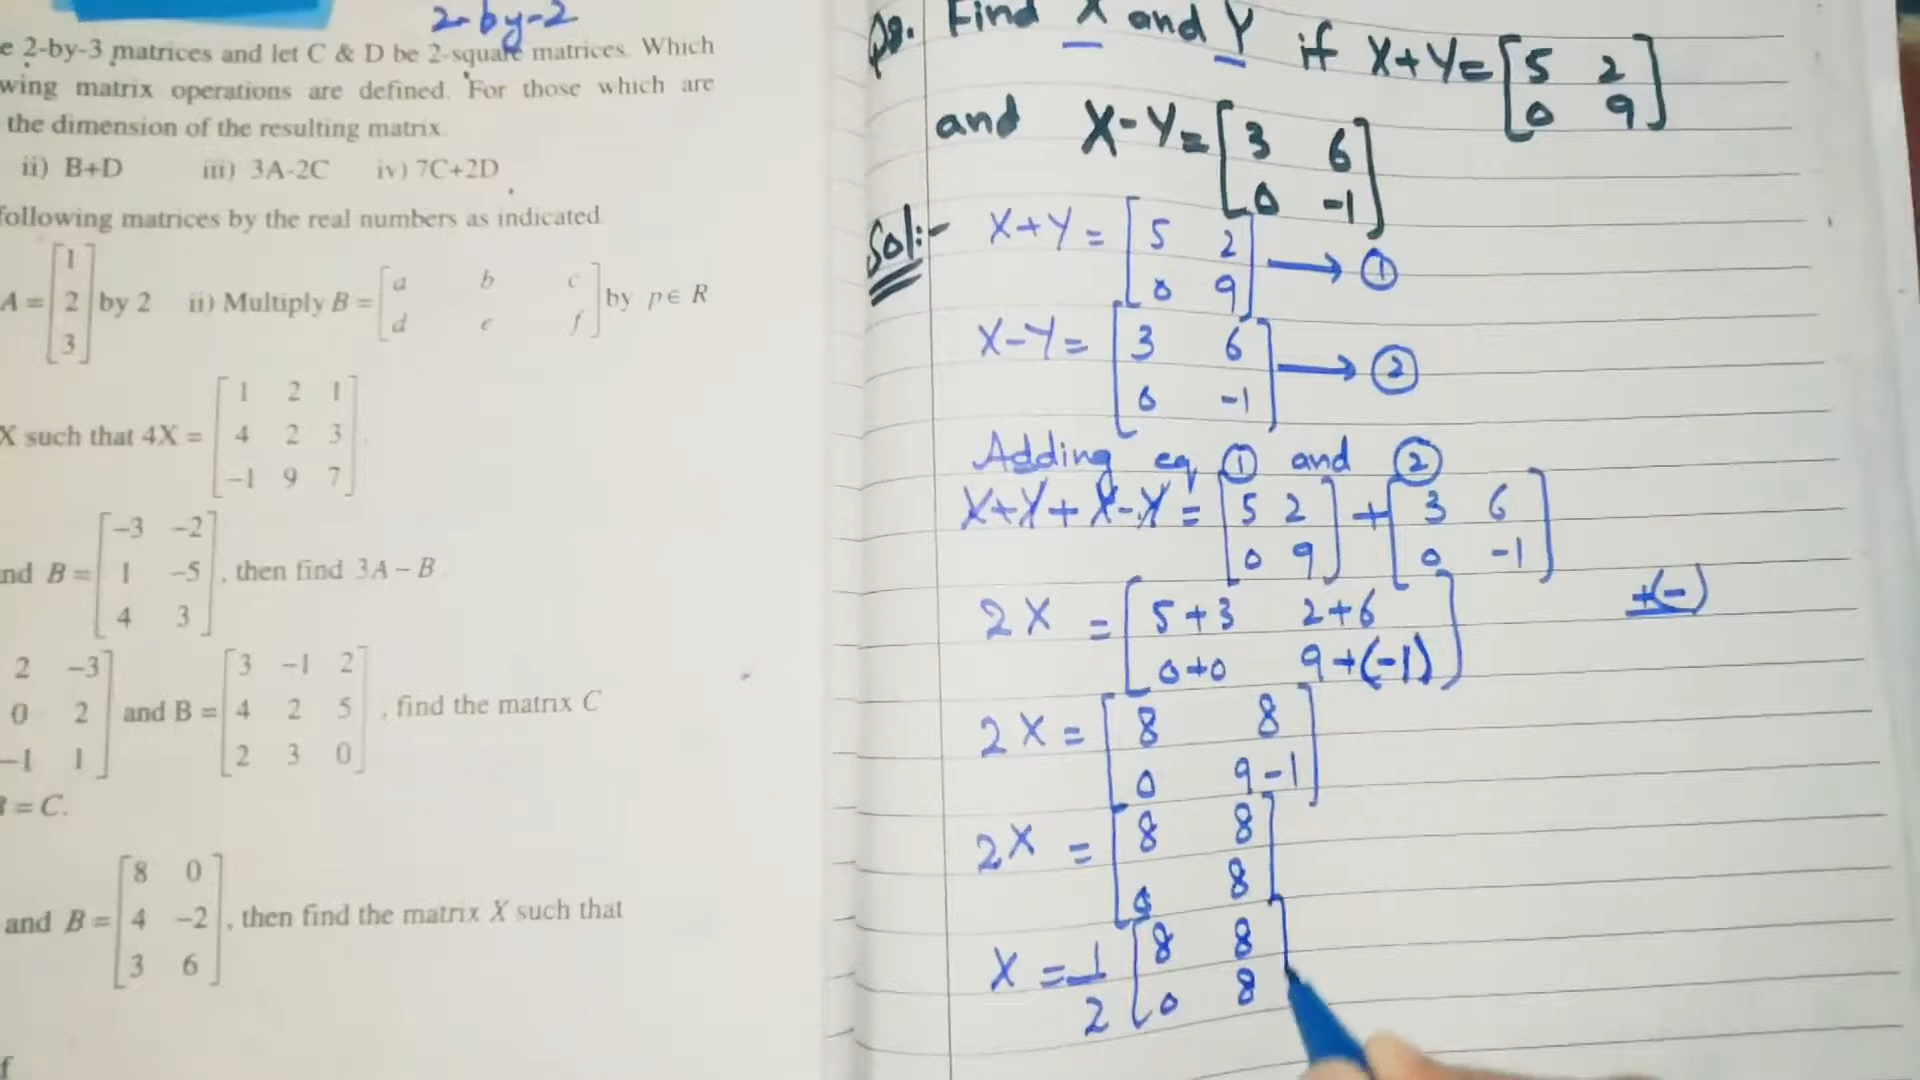 2-by-2
e 2-by-3 matrices and let C & D be 2-square matrices. Which
wing matrix operations are defined. For those which are
the dimension of the resulting matrix.
ii) B+D iii) 3A-2C iv) 7C+2D
following matrices by the real numbers as indicated
A = [1 2 3] by 2 ii) Multiply B = [a b c
d e f] by p ∈ R
X such that 4X = [1 2 1
4 2 3
-1 9 7]
nd B = [-3 -2
1 -5
4 3], then find 3A - B
2 -3
0 2
-1 1] and B = [3 -1 2
4 2 5
2 3 0], find the matrix C
= C.
and B = [8 0
4 -2
3 6], then find the matrix X such that
f
Q8. Find X and Y if X+Y = [5 2
0 9]
and X-Y = [3 6
0 -1]
Sol:- X+Y = [5 2
0 9] → ①
X-Y = [3 6
0 -1] → ②
Adding eq ① and ②
X+Y+X-Y = [5 2
0 9] + [3 6
0 -1]
+(-)
2X = [5+3 2+6
0+0 9+(-1)]
2X = [8 8
0 9-1]
2X = [8 8
0 8]
X = 1/2 [8 8
0 8]